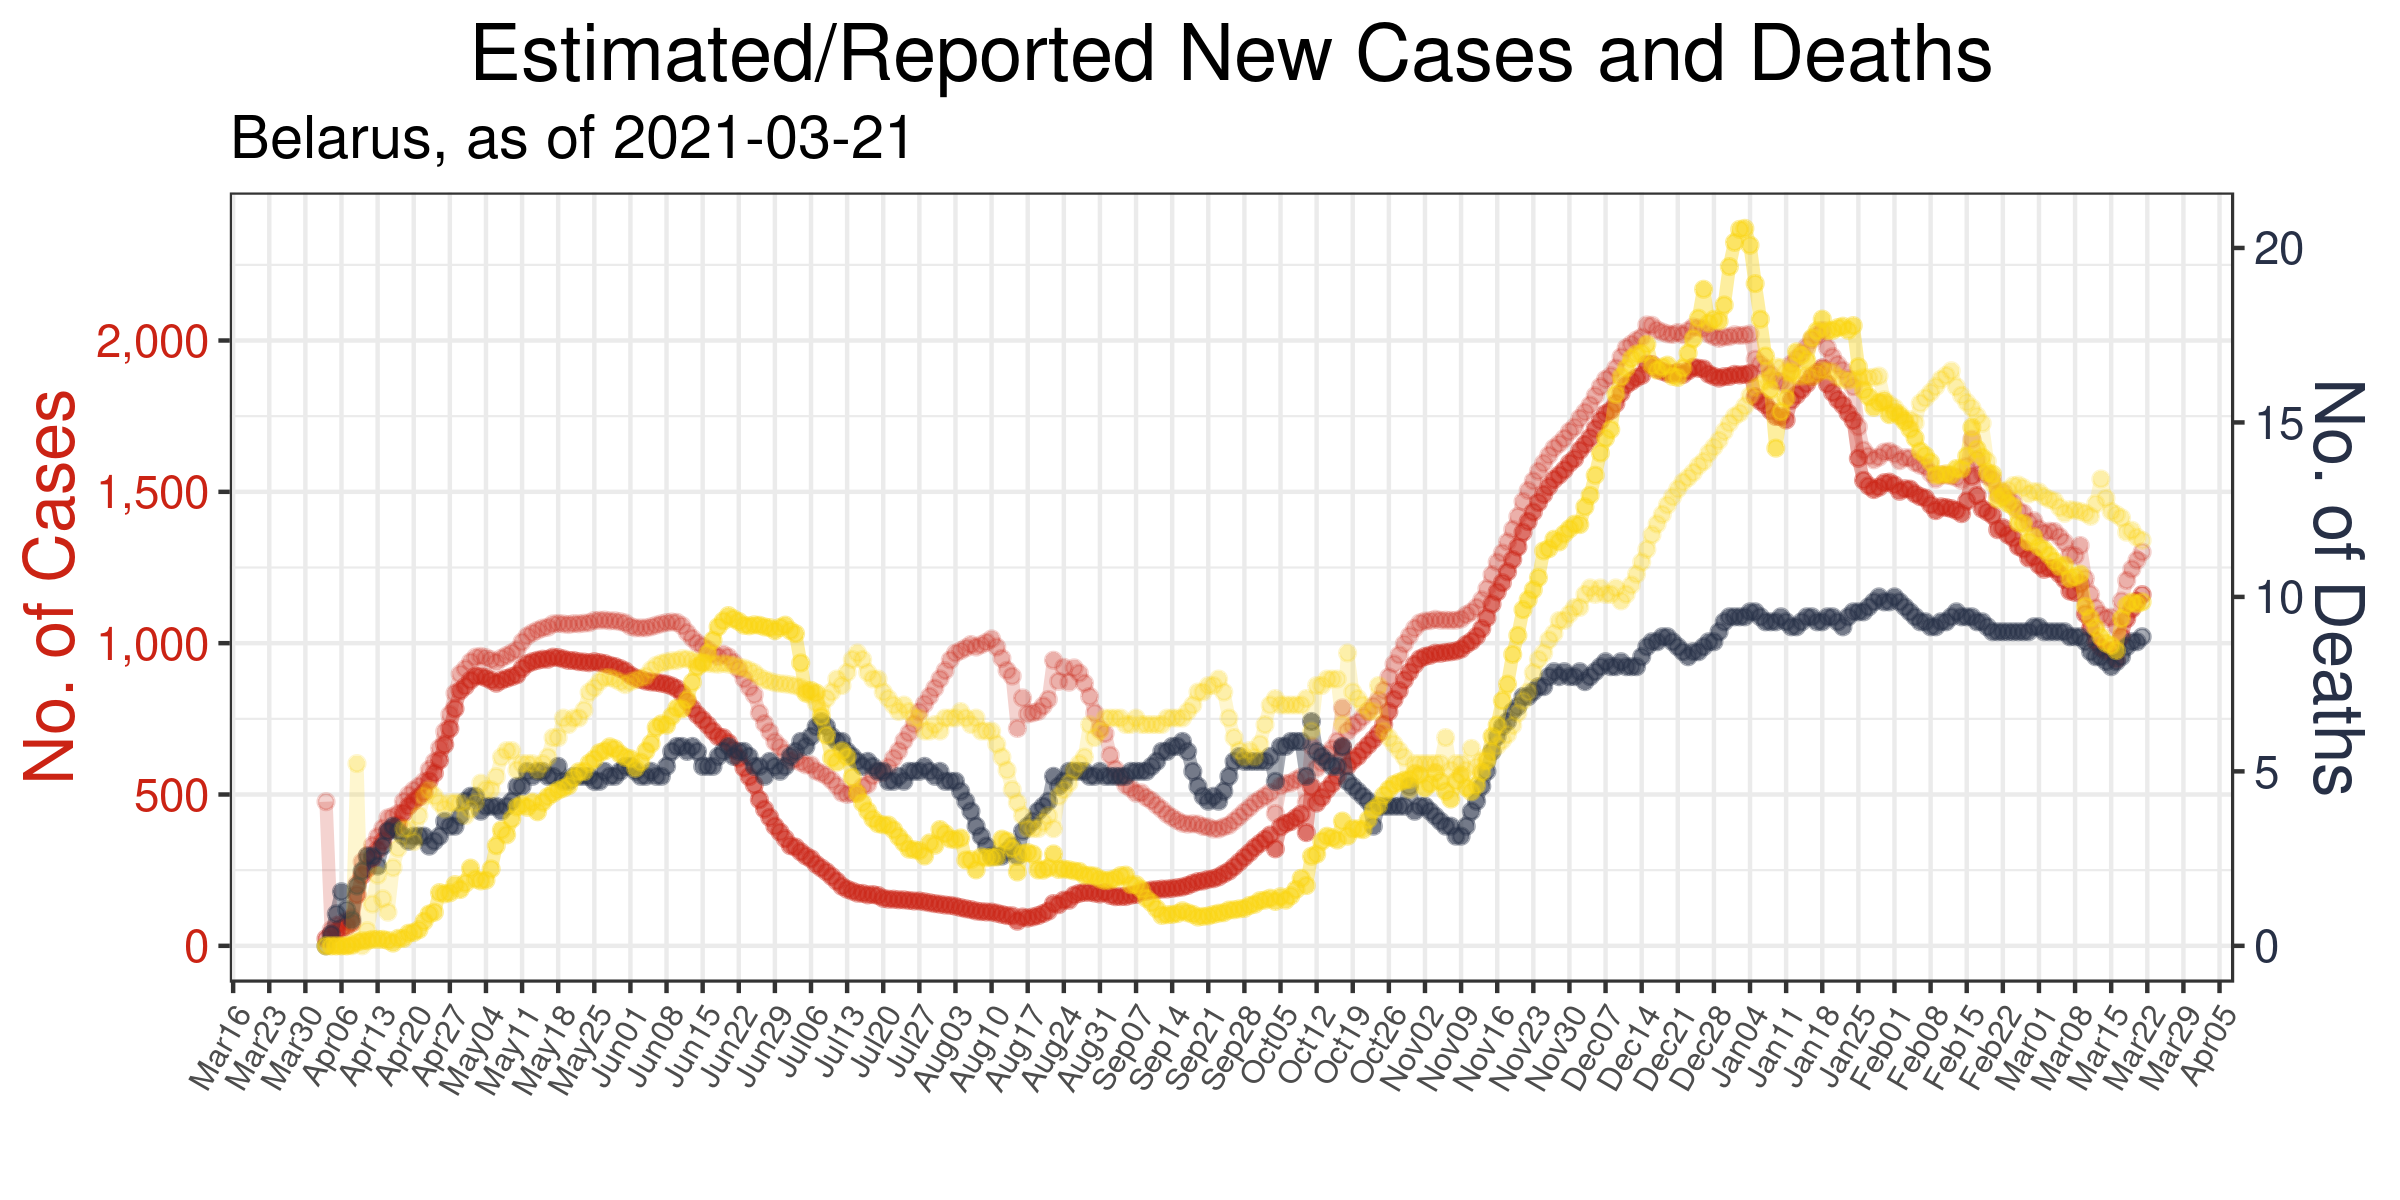 Estimated/Reported New Cases and Deaths
Belarus, as of 2021-03-21
No. of Cases
2,000
1,500
1,000
500
0
No. of Deaths
20
15
10
5
0
Mar16 Mar23 Mar30 Apr06 Apr13 Apr20 Apr27 May04 May11 May18 May25 Jun01 Jun08 Jun15 Jun22 Jun29 Jul06 Jul13 Jul20 Jul27 Aug03 Aug10 Aug17 Aug24 Aug31 Sep07 Sep14 Sep21 Sep28 Oct05 Oct12 Oct19 Oct26 Nov02 Nov09 Nov16 Nov23 Nov30 Dec07 Dec14 Dec21 Dec28 Jan04 Jan11 Jan18 Jan25 Feb01 Feb08 Feb15 Feb22 Mar01 Mar08 Mar15 Mar22 Mar29 Apr05